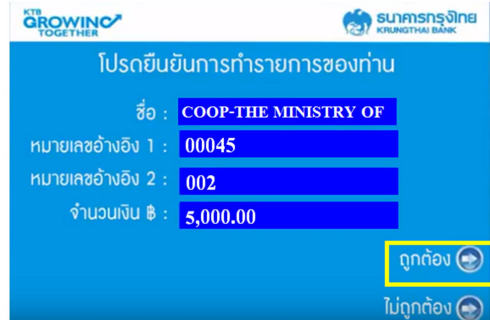 KTB
GROWING
TOGETHER
ธนาคารกรุงไทย
KRUNGTHAI BANK
โปรดยืนยันการทำรายการของท่าน
ชื่อ : COOP-THE MINISTRY OF
หมายเลขอ้างอิง 1 : 00045
หมายเลขอ้างอิง 2 : 002
จำนวนเงิน ฿ : 5,000.00
ถูกต้อง
ไม่ถูกต้อง